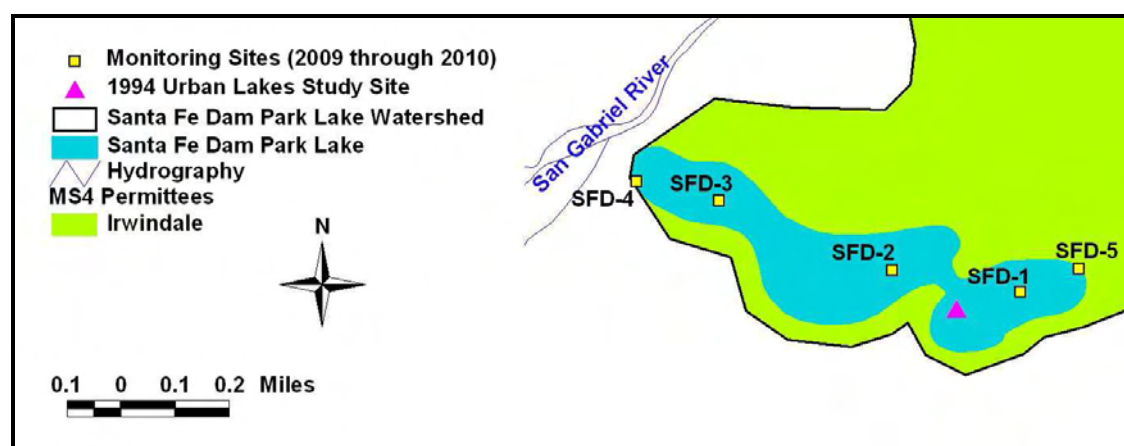 Monitoring Sites (2009 through 2010)
1994 Urban Lakes Study Site
Santa Fe Dam Park Lake Watershed
Santa Fe Dam Park Lake
Hydrography
MS4 Permittees
Irwindale
N
0.1 0 0.1 0.2 Miles
San Gabriel River
SFD-4
SFD-3
SFD-2
SFD-1
SFD-5